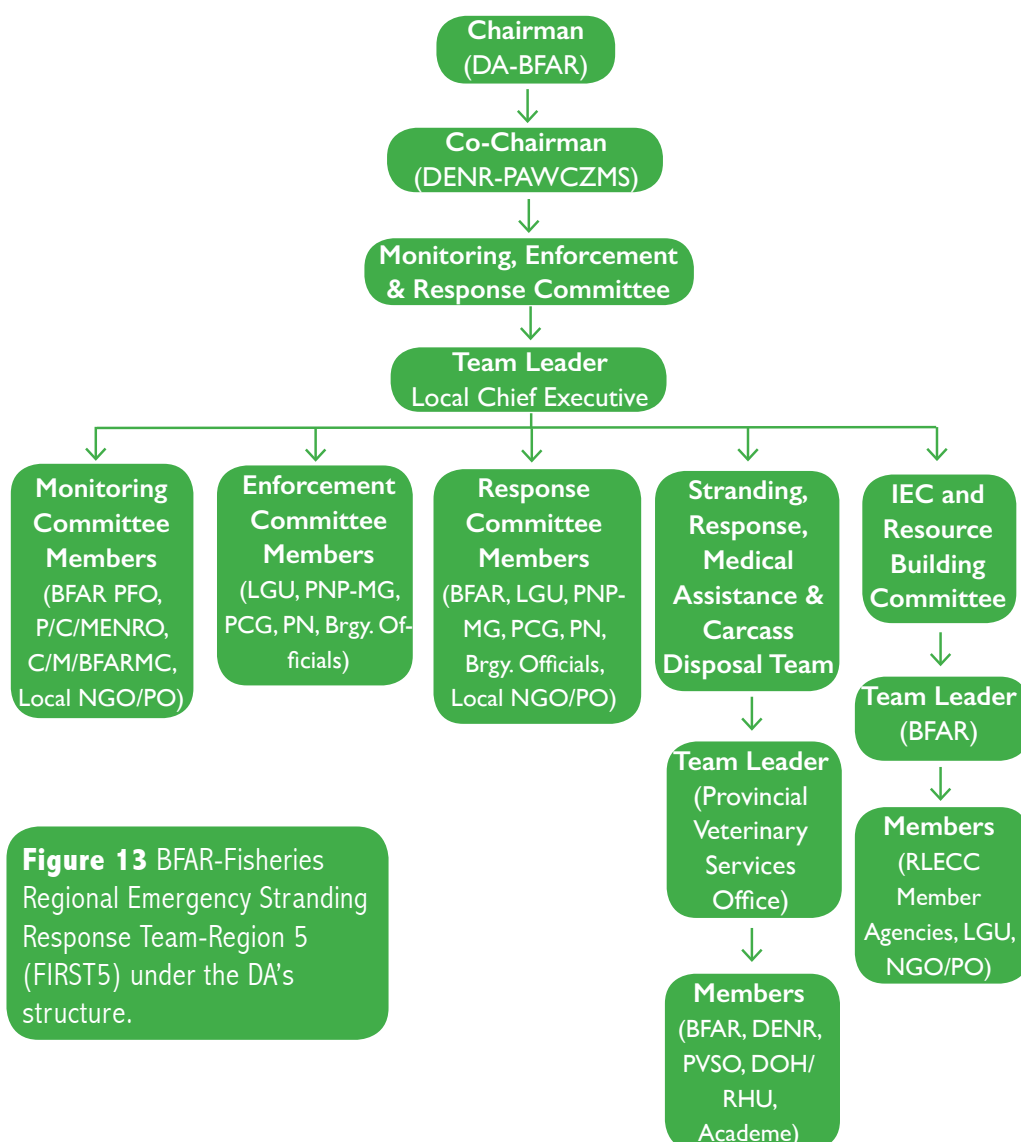 Chairman
(DA-BFAR)
Co-Chairman
(DENR-PAWCZMS)
Monitoring, Enforcement
& Response Committee
Team Leader
Local Chief Executive
Monitoring
Committee
Members
(BFAR PFO,
P/C/MENRO,
C/M/BFARMC,
Local NGO/PO)
Enforcement
Committee
Members
(LGU, PNP-MG,
PCG, PN, Brgy. Of-
ficials)
Response
Committee
Members
(BFAR, LGU, PNP-
MG, PCG, PN,
Brgy. Officials,
Local NGO/PO)
Stranding,
Response,
Medical
Assistance &
Carcass
Disposal Team
Team Leader
(Provincial
Veterinary
Services
Office)
Members
(BFAR, DENR,
PVSO, DOH/
RHU,
Academe)
IEC and
Resource
Building
Committee
Team Leader
(BFAR)
Members
(RLECC
Member
Agencies, LGU,
NGO/PO)
Figure 13 BFAR-Fisheries
Regional Emergency Stranding
Response Team-Region 5
(FIRST5) under the DA's
structure.